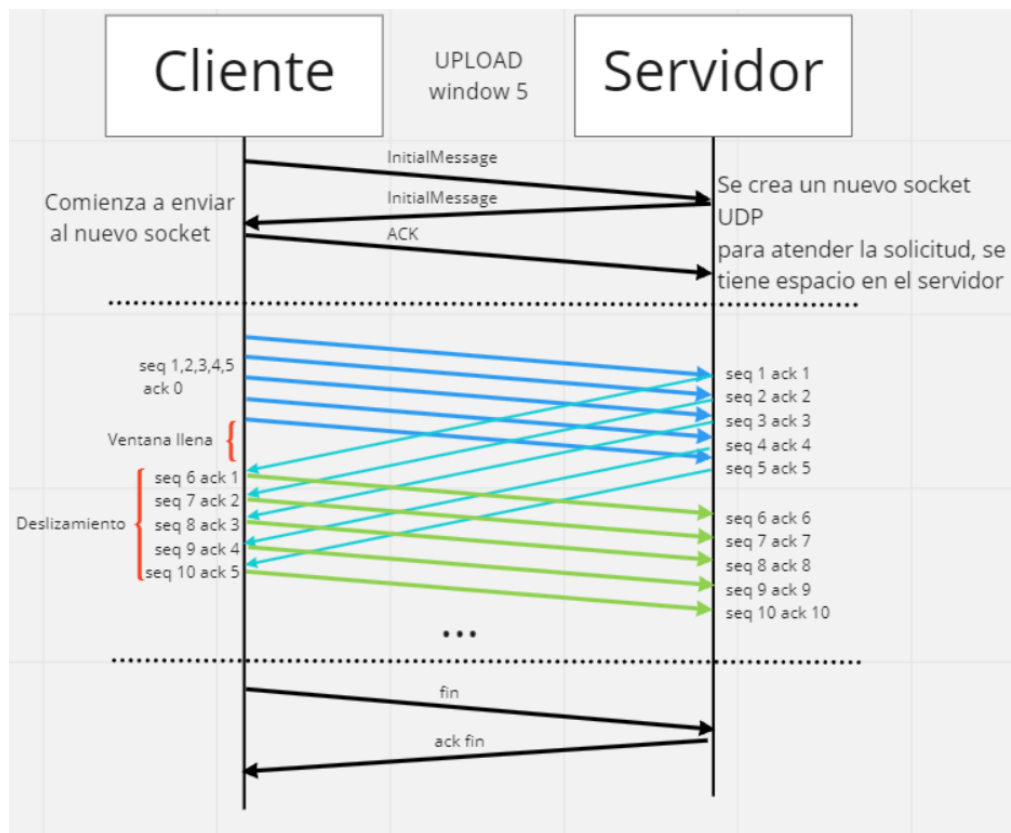 Cliente
UPLOAD
window 5
Servidor
InitialMessage
InitialMessage
ACK
Comienza a enviar
al nuevo socket
Se crea un nuevo socket
UDP
para atender la solicitud, se
tiene espacio en el servidor
seq 1,2,3,4,5
ack 0
Ventana llena
seq 1 ack 1
seq 2 ack 2
seq 3 ack 3
seq 4 ack 4
seq 5 ack 5
Deslizamiento
seq 6 ack 1
seq 7 ack 2
seq 8 ack 3
seq 9 ack 4
seq 10 ack 5
seq 6 ack 6
seq 7 ack 7
seq 8 ack 8
seq 9 ack 9
seq 10 ack 10
...
fin
ack fin